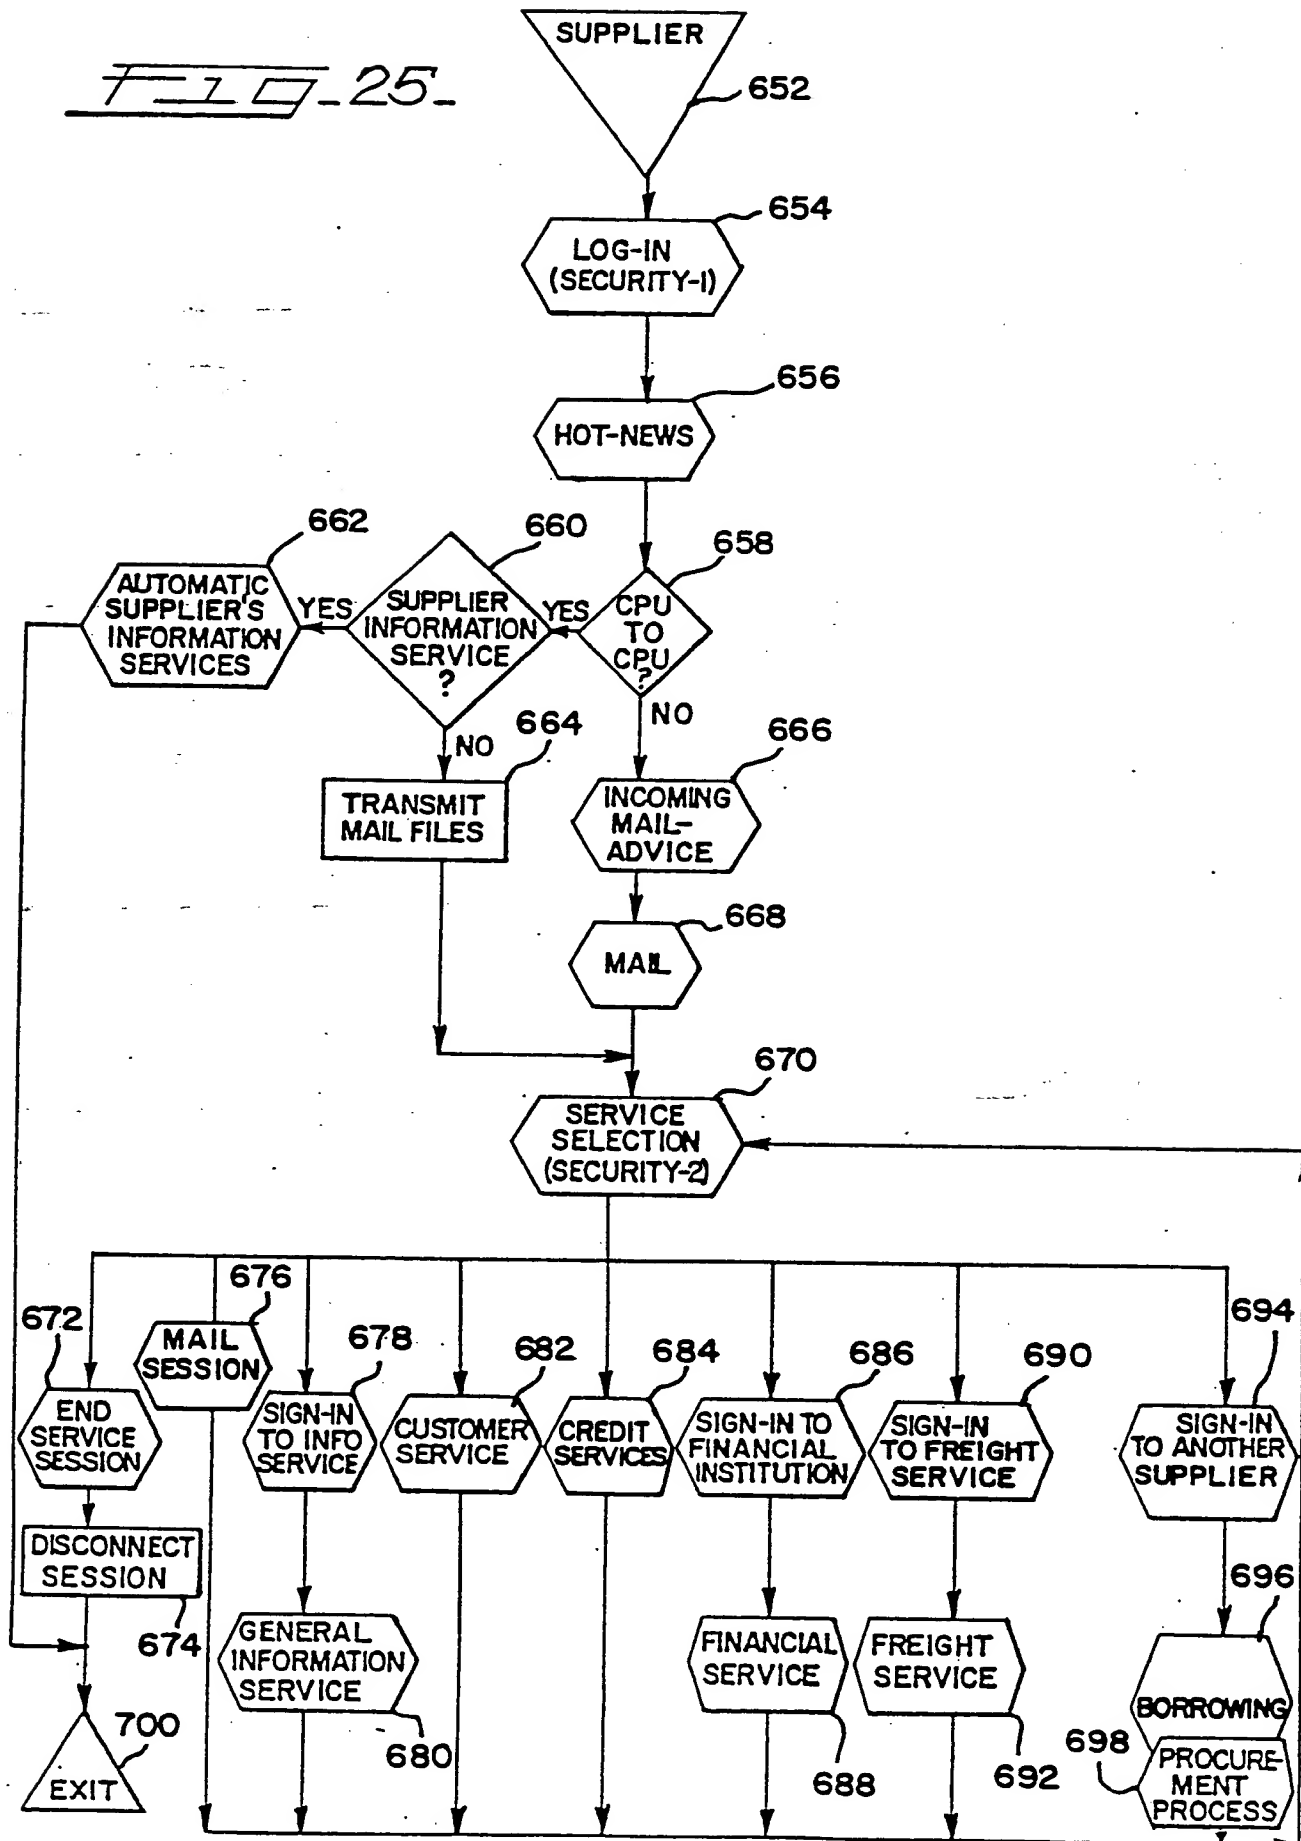 SUPPLIER
Fig-25-
652
654
LOG-IN
(SECURITY-1)
656
HOT-NEWS
662
660
658
AUTOMATIC
SUPPLIER'S
INFORMATION
SERVICES
YES
SUPPLIER
INFORMATION
SERVICE
?
YES
CPU
TO
CPU
?
NO
NO
664
666
TRANSMIT
MAIL FILES
INCOMING
MAIL-
ADVICE
668
MAIL
670
SERVICE
SELECTION
(SECURITY-2)
672
676
678
682
684
686
690
694
MAIL
SESSION
END
SERVICE
SESSION
SIGN-IN
TO INFO
SERVICE
CUSTOMER
SERVICE
CREDIT
SERVICES
SIGN-IN TO
FINANCIAL
INSTITUTION
SIGN-IN
TO FREIGHT
SERVICE
SIGN-IN
TO ANOTHER
SUPPLIER
DISCONNECT
SESSION
674
696
GENERAL
INFORMATION
SERVICE
680
FINANCIAL
SERVICE
688
FREIGHT
SERVICE
692
BORROWING
698
PROCURE-
MENT
PROCESS
700
EXIT